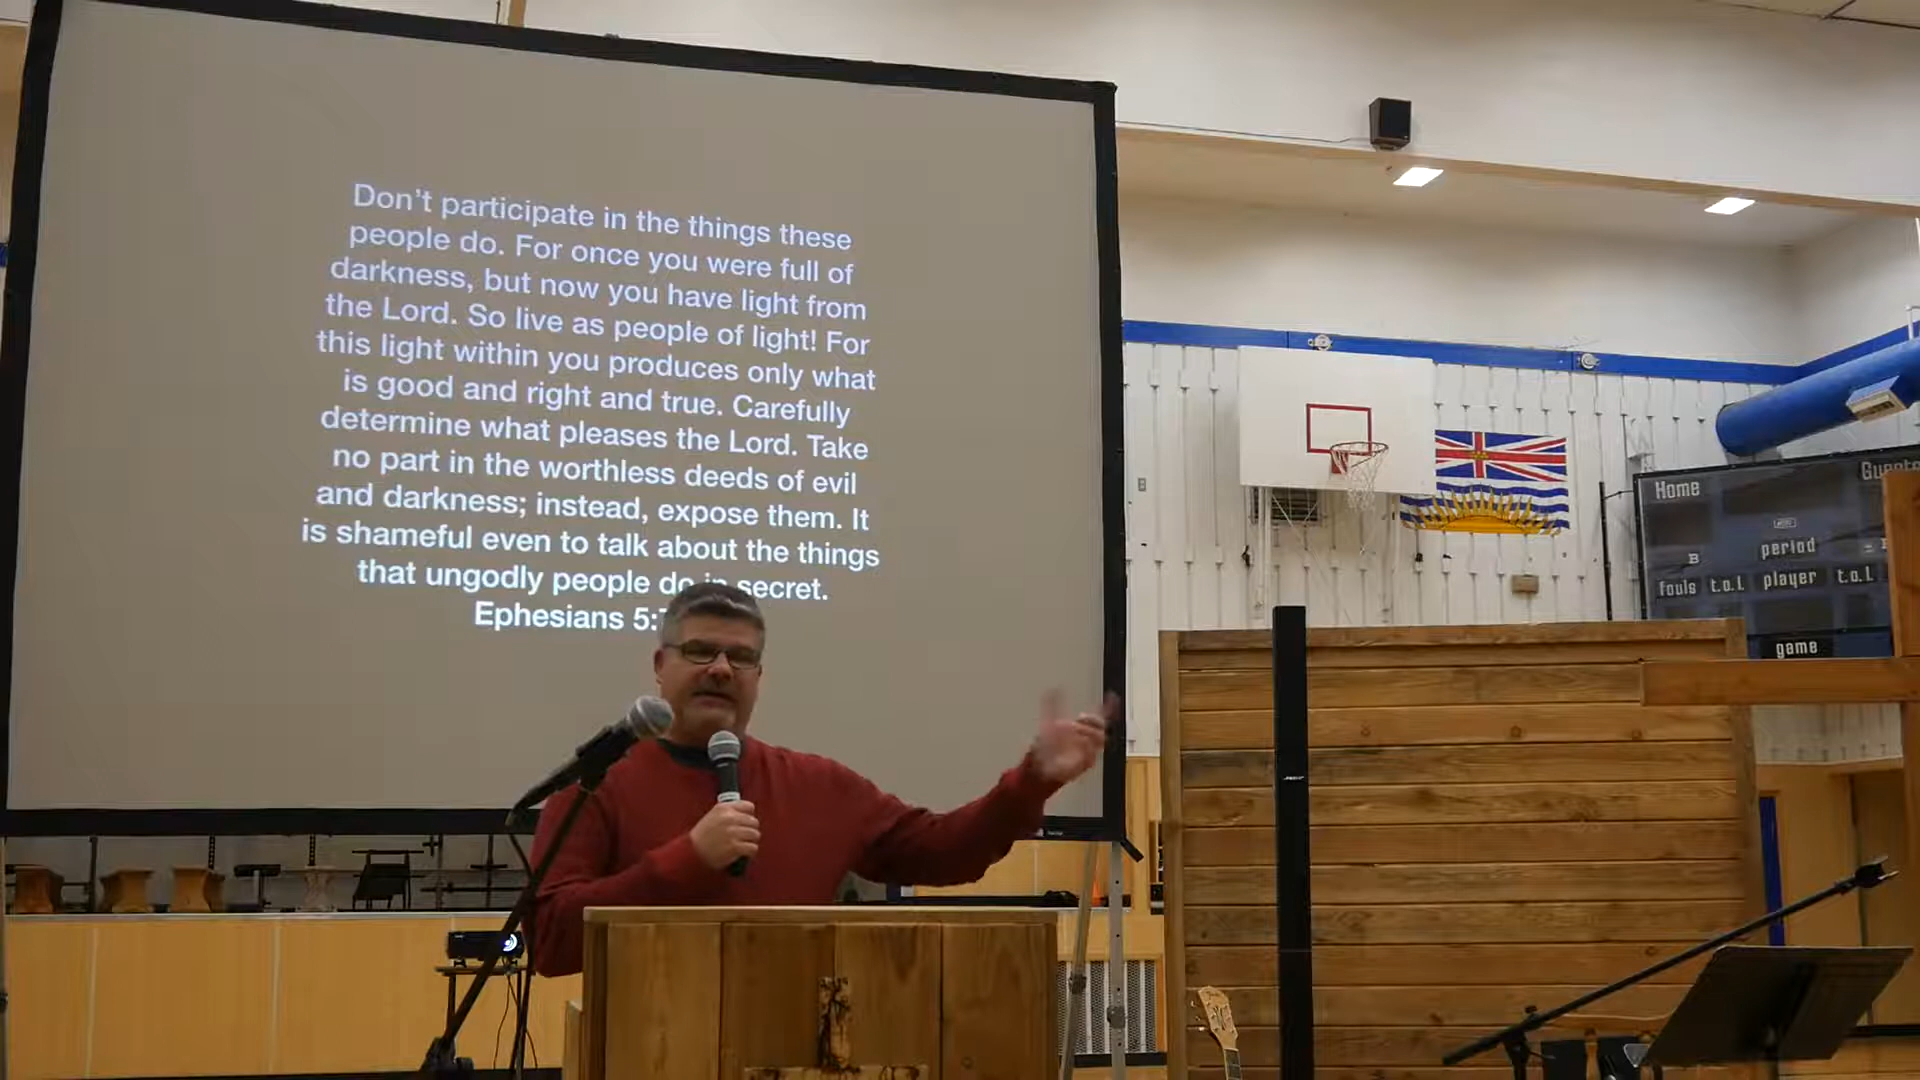 Don't participate in the things these
people do. For once you were full of
darkness, but now you have light from
the Lord. So live as people of light! For
this light within you produces only what
is good and right and true. Carefully
determine what pleases the Lord. Take
no part in the worthless deeds of evil
and darkness; instead, expose them. It
is shameful even to talk about the things
that ungodly people do in secret.
Ephesians 5:
Home
period
B
fouls t.o.l. player t.o.l
game
BOSE